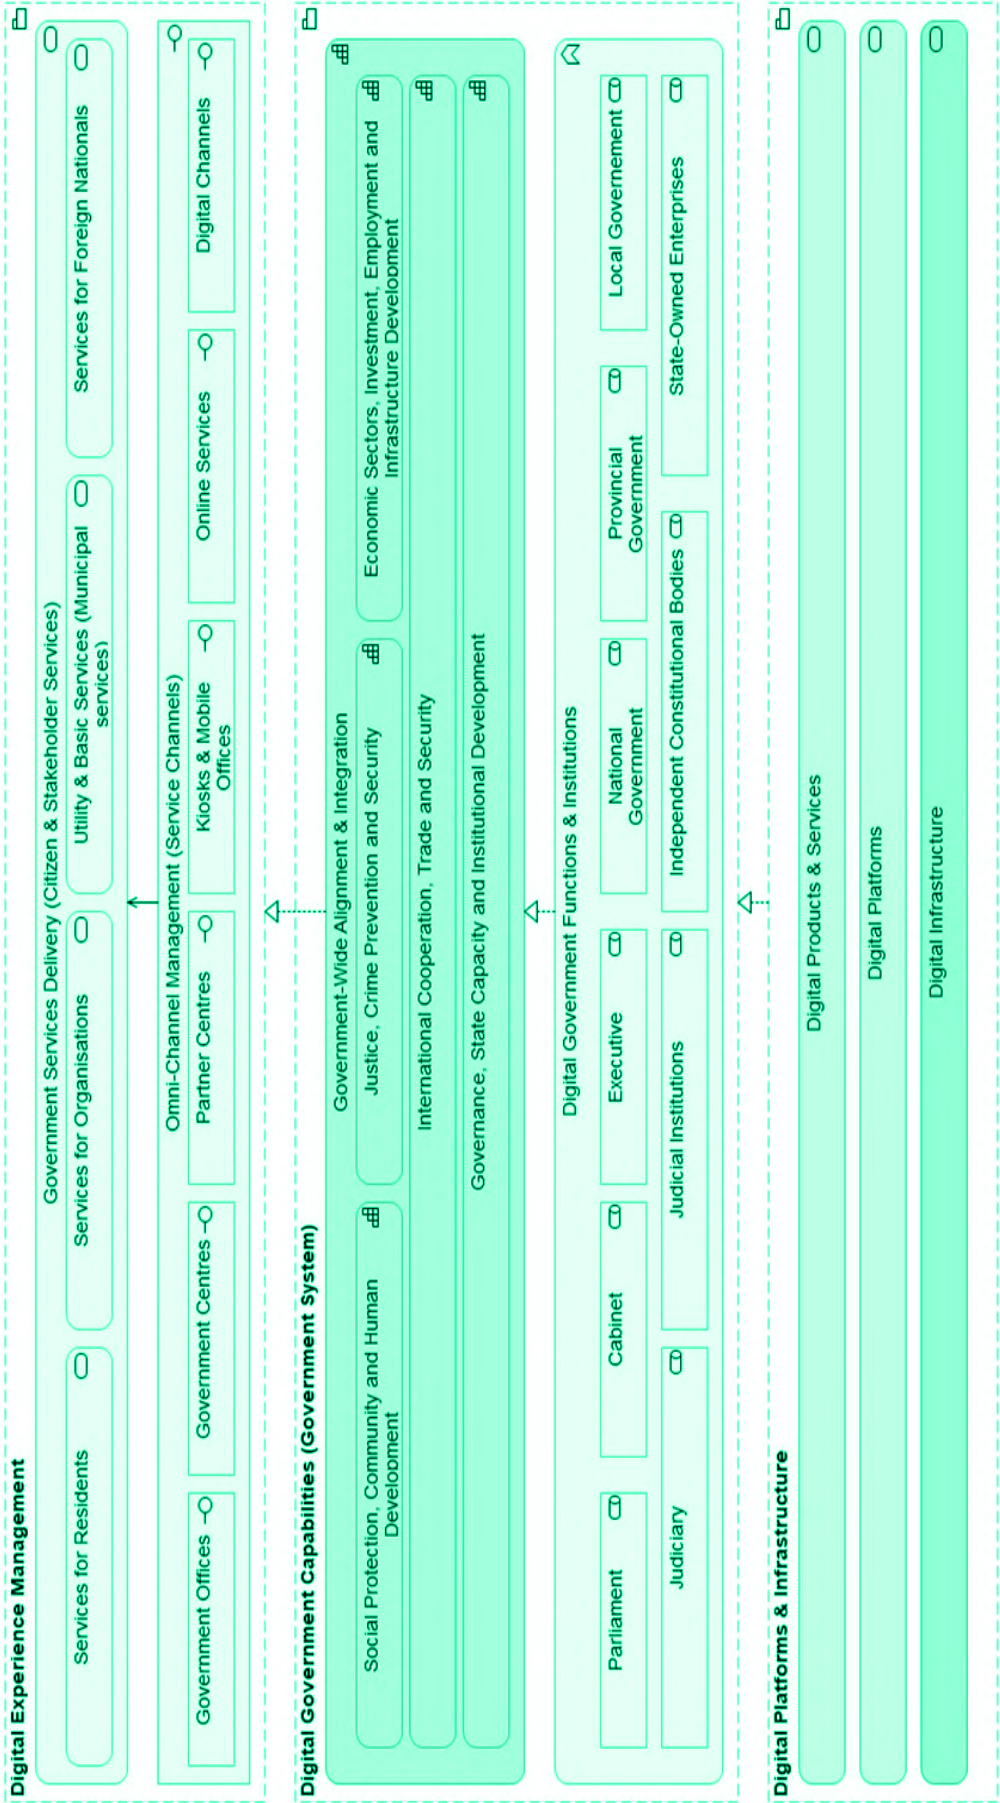 Digital Experience Management
Government Services Delivery (Citizen & Stakeholder Services)
Services for Residents
Services for Organisations
Utility & Basic Services (Municipal
services)
Services for Foreign Nationals
Omni-Channel Management (Service Channels)
Government Offices
Government Centres
Partner Centres
Kiosks & Mobile
Offices
Online Services
Digital Channels
Digital Government Capabilities (Government System)
Government-Wide Alignment & Integration
Social Protection, Community and Human
Development
Justice, Crime Prevention and Security
Economic Sectors, Investment, Employment and
Infrastructure Development
International Cooperation, Trade and Security
Governance, State Capacity and Institutional Development
Digital Government Functions & Institutions
Parliament
Cabinet
Executive
National
Government
Provincial
Government
Local Governement
Judiciary
Judicial Institutions
Independent Constitutional Bodies
State-Owned Enterprises
Digital Platforms & Infrastructure
Digital Products & Services
Digital Platforms
Digital Infrastructure